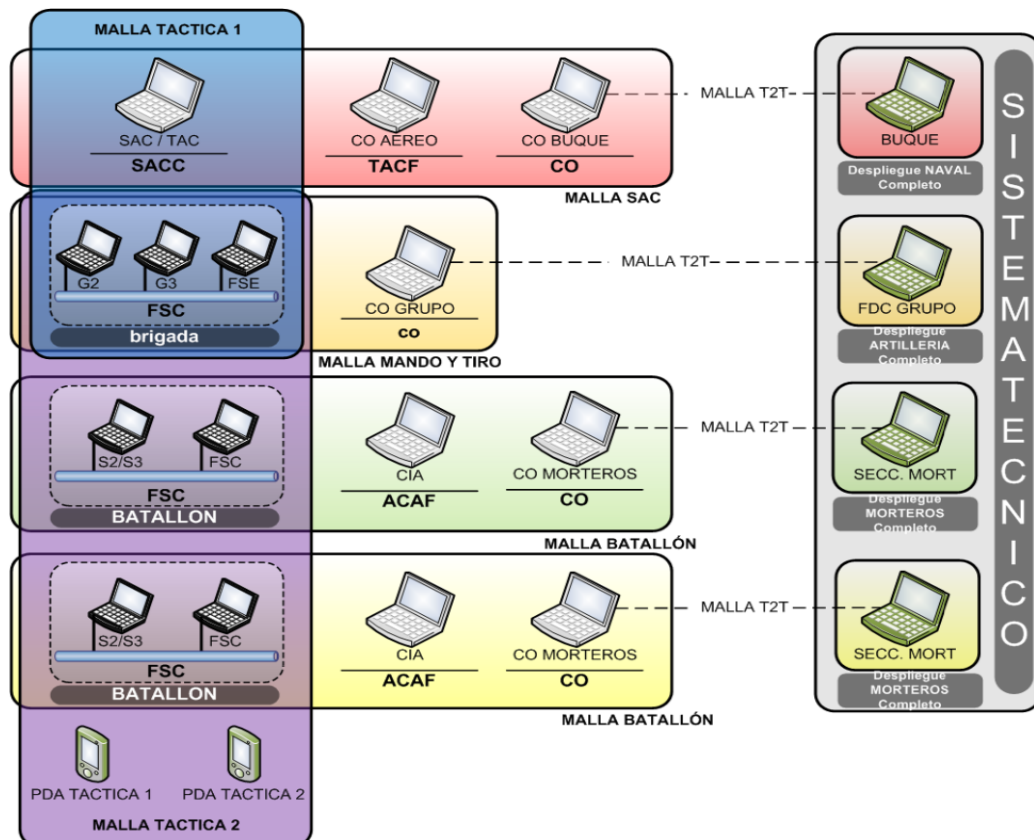 MALLA TACTICA 1
SAC / TAC
SACC
CO AEREO
TACF
CO BUQUE
CO
MALLA SAC
MALLA T2T
BUQUE
Despliegue NAVAL
Completo
G2
G3
FSE
FSC
brigada
CO GRUPO
co
MALLA MANDO Y TIRO
MALLA T2T
FDC GRUPO
Despliegue
ARTILLERIA
Completo
S2/S3
FSC
FSC
BATALLON
CIA
ACAF
CO MORTEROS
CO
MALLA BATALLÓN
MALLA T2T
SECC. MORT
Despliegue
MORTEROS
Completo
S2/S3
FSC
FSC
BATALLON
CIA
ACAF
CO MORTEROS
CO
MALLA BATALLÓN
MALLA T2T
SECC. MORT
Despliegue
MORTEROS
Completo
PDA TACTICA 1
PDA TACTICA 2
MALLA TACTICA 2
SISTEMATECNICO